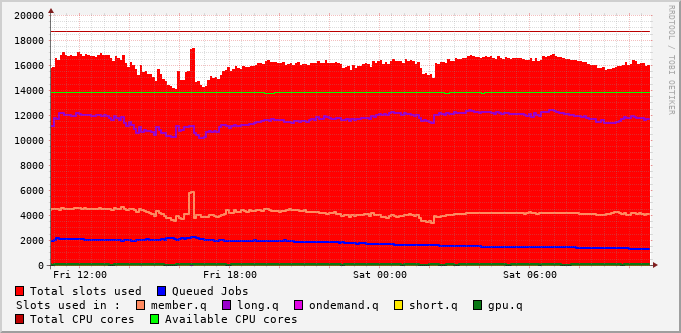 RRDTOOL / TOBI OETIKER
20000
18000
16000
14000
12000
10000
8000
6000
4000
2000
0
Fri 12:00 Fri 18:00 Sat 00:00 Sat 06:00
Total slots used Queued Jobs
Slots used in : member.q long.q ondemand.q short.q gpu.q
Total CPU cores Available CPU cores